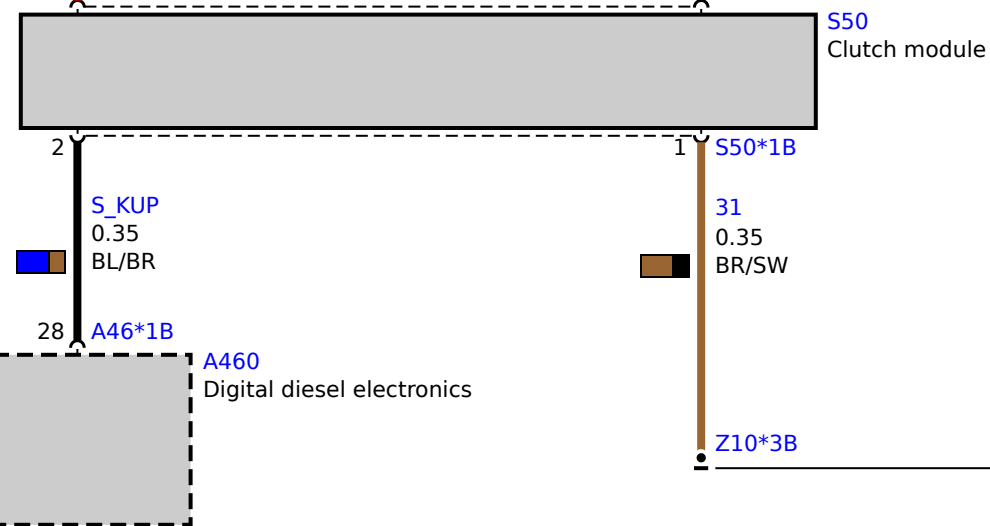 S50
Clutch module
2
1
S50*1B
S_KUP
0.35
BL/BR
31
0.35
BR/SW
28
A46*1B
A460
Digital diesel electronics
Z10*3B